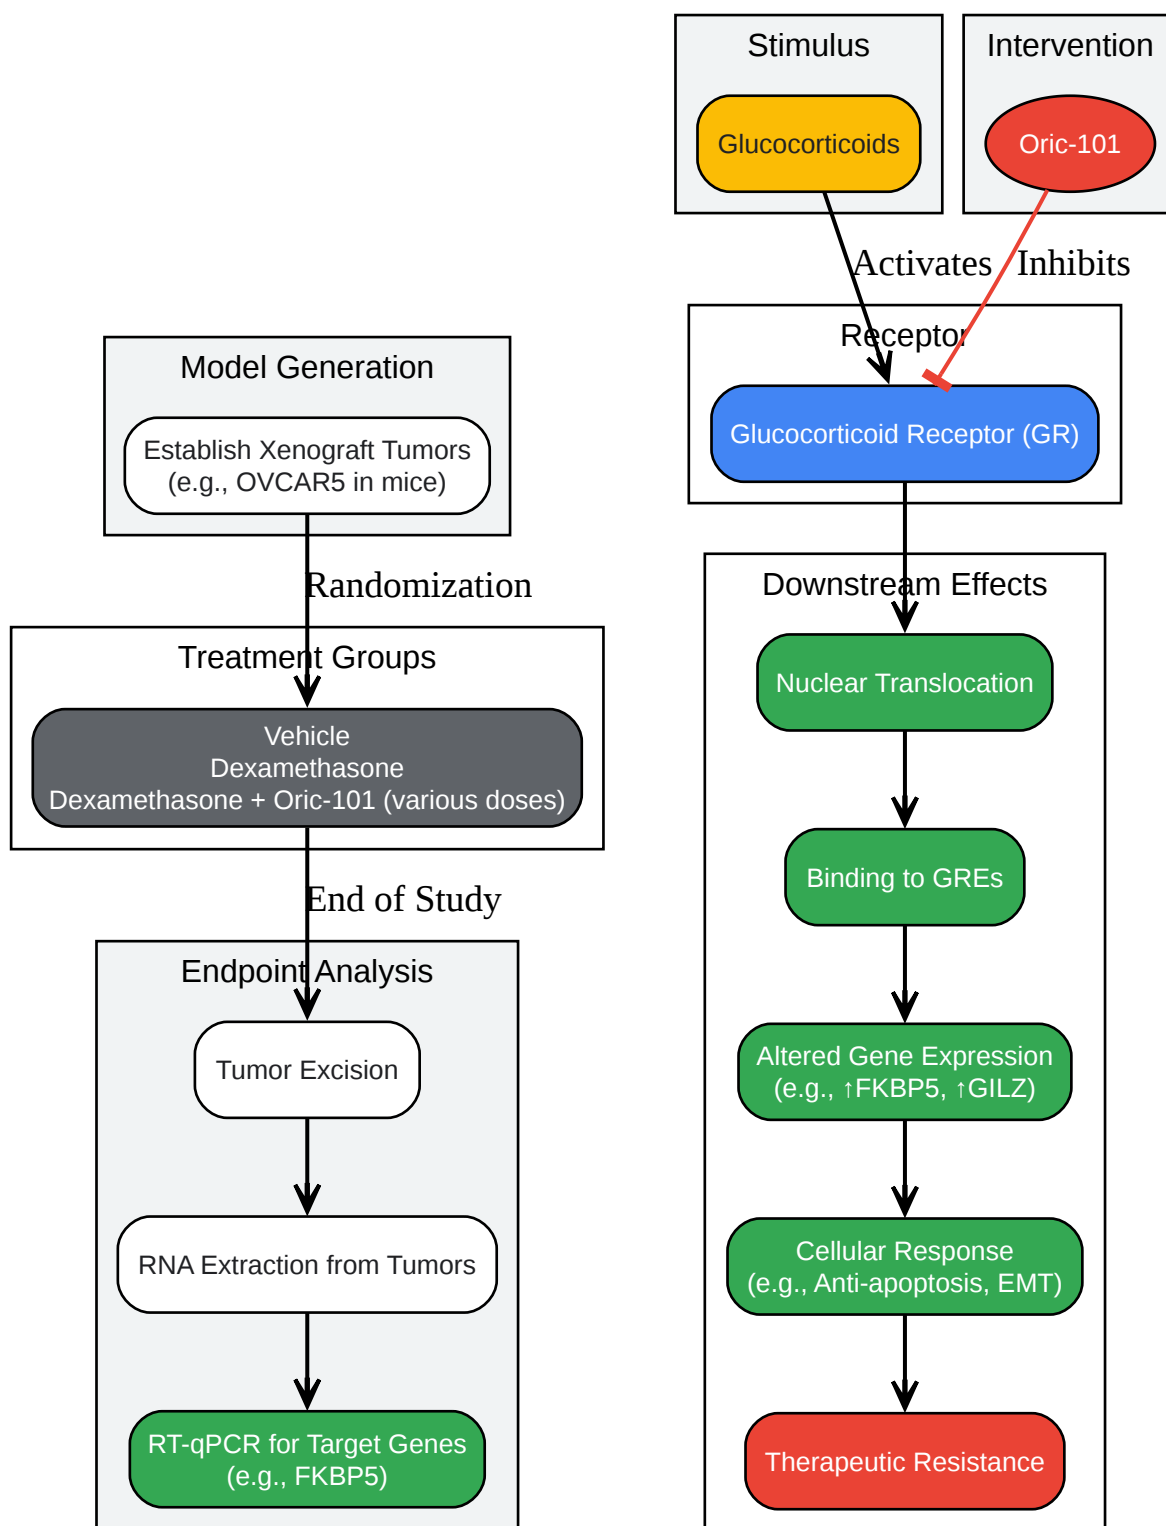 Stimulus
Glucocorticoids
Intervention
Oric-101
Activates
Inhibits
Receptor
Glucocorticoid Receptor (GR)
Downstream Effects
Nuclear Translocation
Binding to GREs
Altered Gene Expression
(e.g., ↑FKBP5, ↑GILZ)
Cellular Response
(e.g., Anti-apoptosis, EMT)
Therapeutic Resistance
Model Generation
Establish Xenograft Tumors
(e.g., OVCAR5 in mice)
Randomization
Treatment Groups
Vehicle
Dexamethasone
Dexamethasone + Oric-101 (various doses)
End of Study
Endpoint Analysis
Tumor Excision
RNA Extraction from Tumors
RT-qPCR for Target Genes
(e.g., FKBP5)